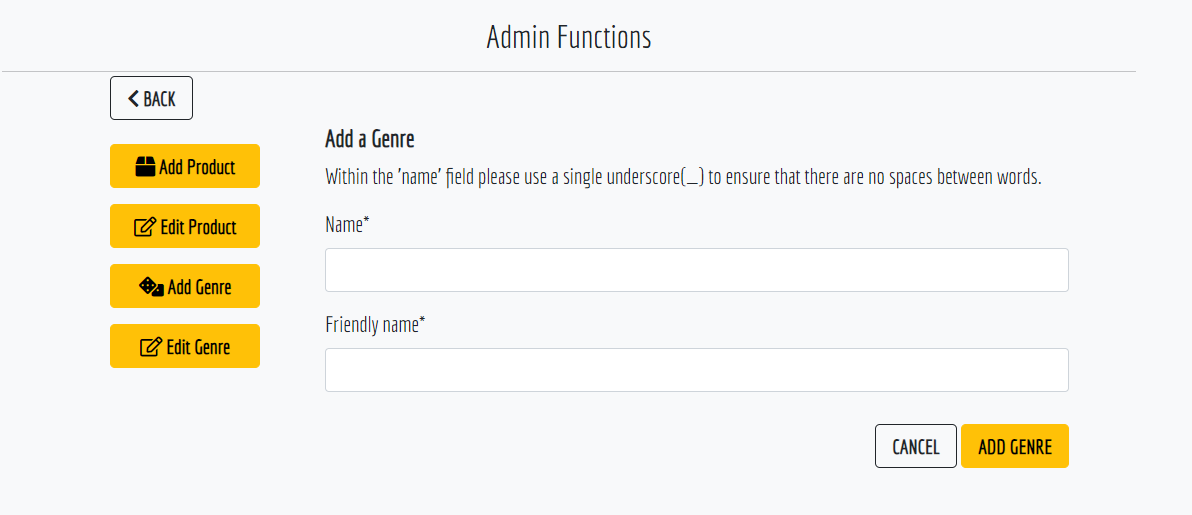 Admin Functions
BACK
Add Product
Edit Product
Add Genre
Edit Genre
Add a Genre
Within the 'name' field please use a single underscore(_) to ensure that there are no spaces between words.
Name*
Friendly name*
CANCEL
ADD GENRE